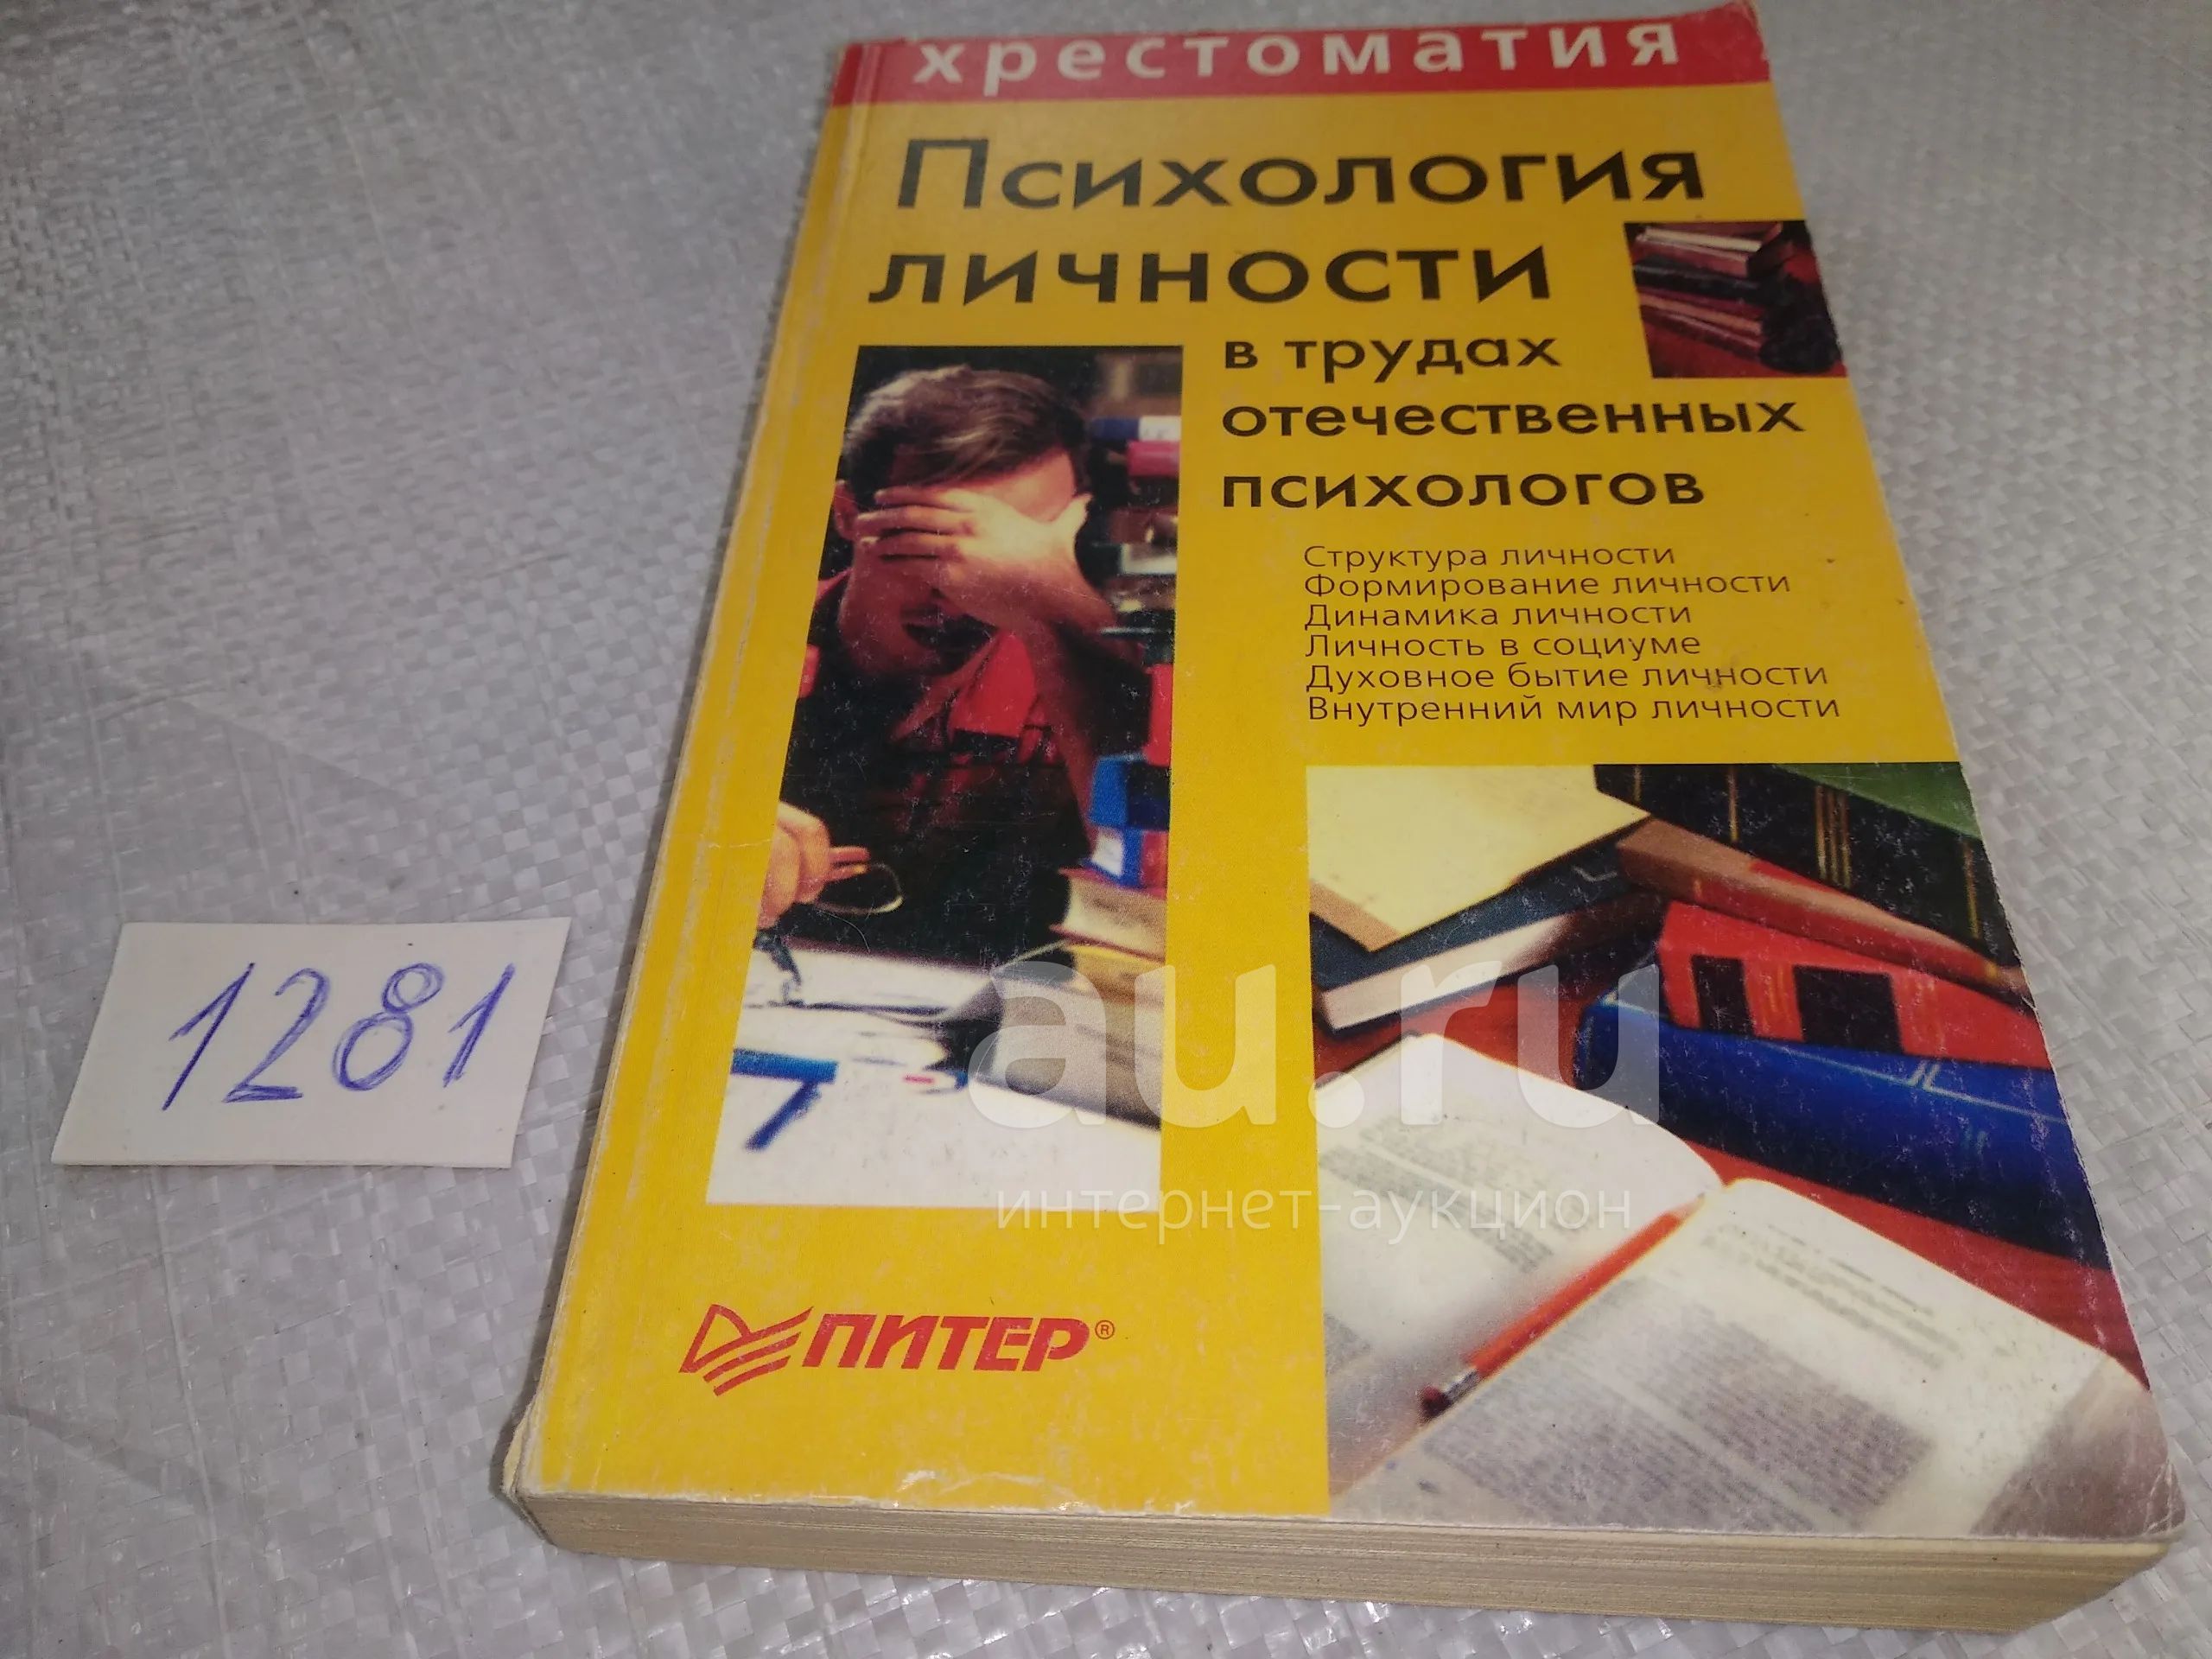 хрестоматия
Психология
личности
в трудах
отечественных
психологов
Структура личности
Формирование личности
Динамика личности
Личность в социуме
Духовное бытие личности
Внутренний мир личности
1281
au.ru
интернет-аукцион
ПИТЕР®